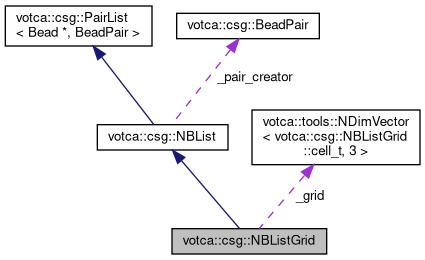 votca::csg::PairList
< Bead *, BeadPair >
votca::csg::BeadPair
_pair_creator
votca::csg::NBList
votca::tools::NDimVector
< votca::csg::NBListGrid
::cell_t, 3 >
_grid
votca::csg::NBListGrid